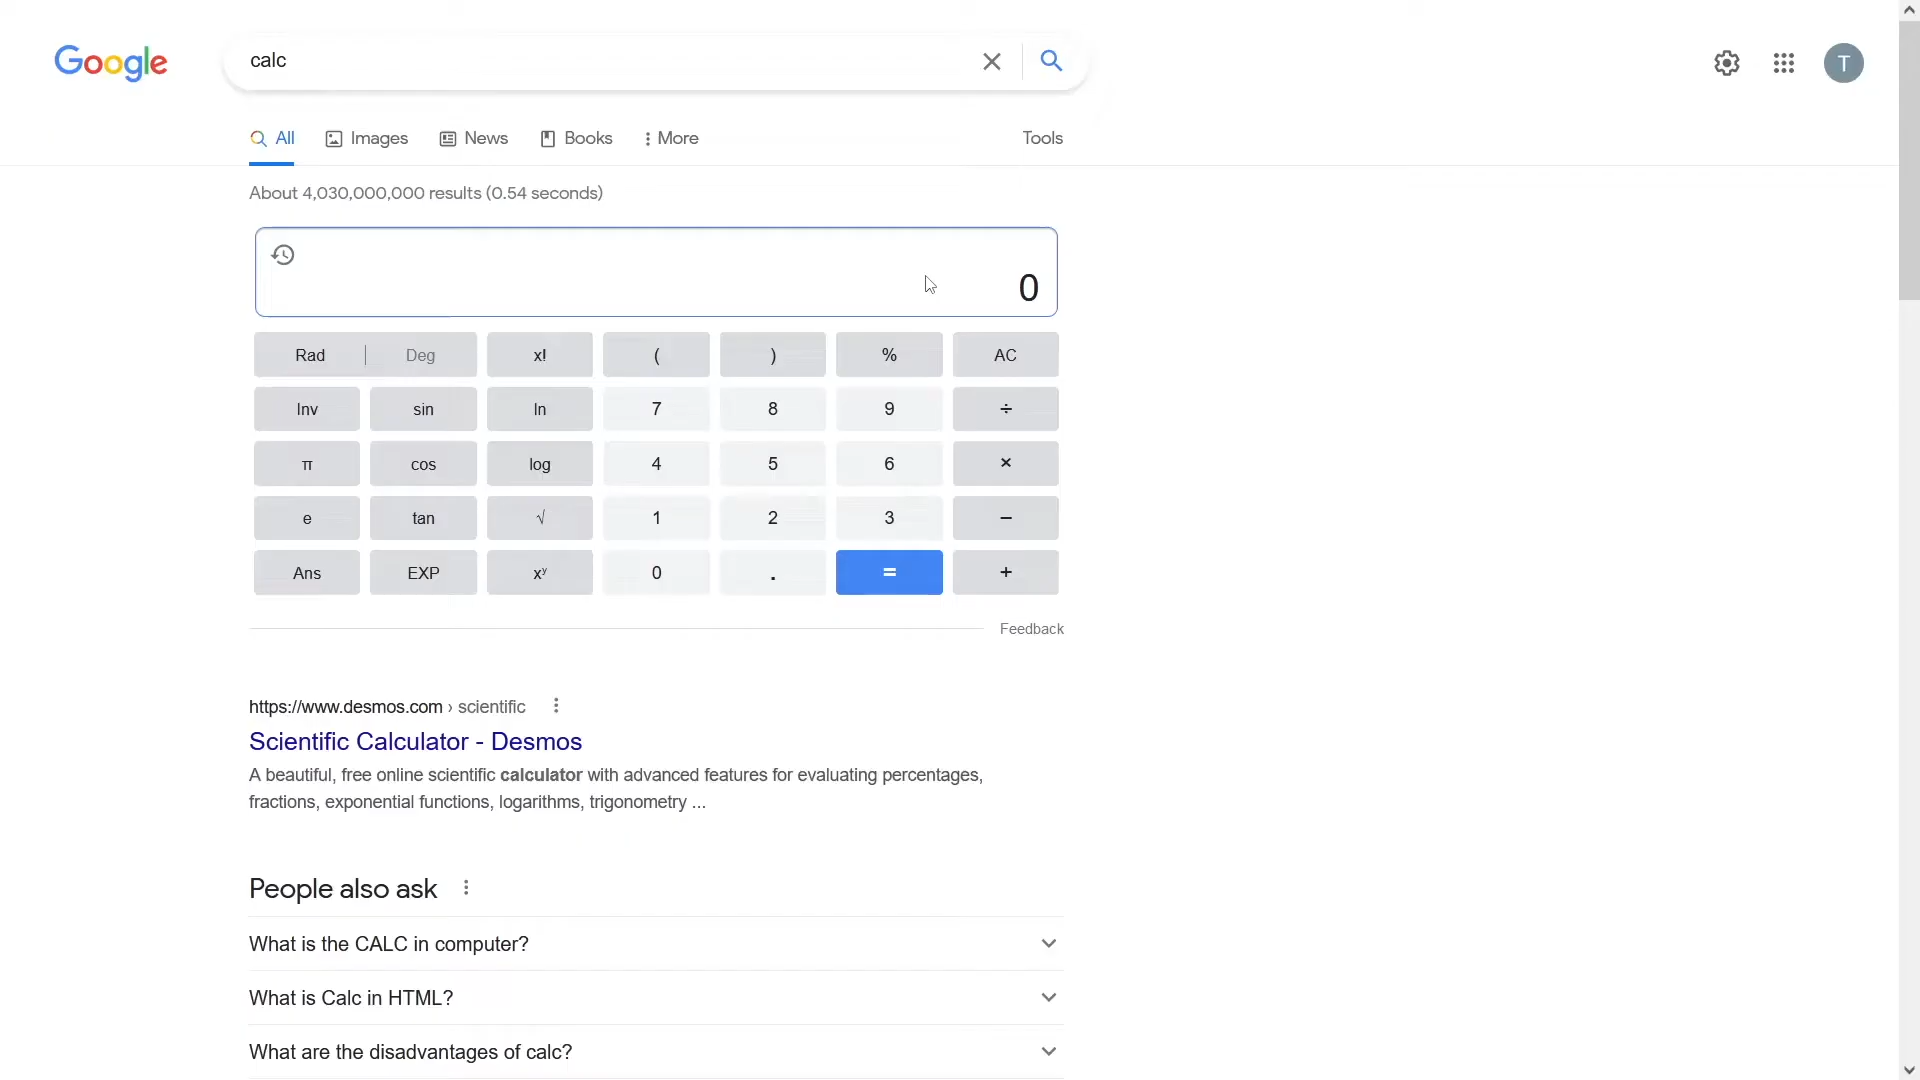 Google
calc
T
All Images News Books More Tools
About 4,030,000,000 results (0.54 seconds)
0
Rad | Deg x! ( ) % AC
Inv sin ln 7 8 9 ÷
π cos log 4 5 6 ×
e tan √ 1 2 3 −
Ans EXP xʸ 0 . = +
Feedback
https://www.desmos.com › scientific
Scientific Calculator - Desmos
A beautiful, free online scientific calculator with advanced features for evaluating percentages,
fractions, exponential functions, logarithms, trigonometry ...
People also ask
What is the CALC in computer?
What is Calc in HTML?
What are the disadvantages of calc?